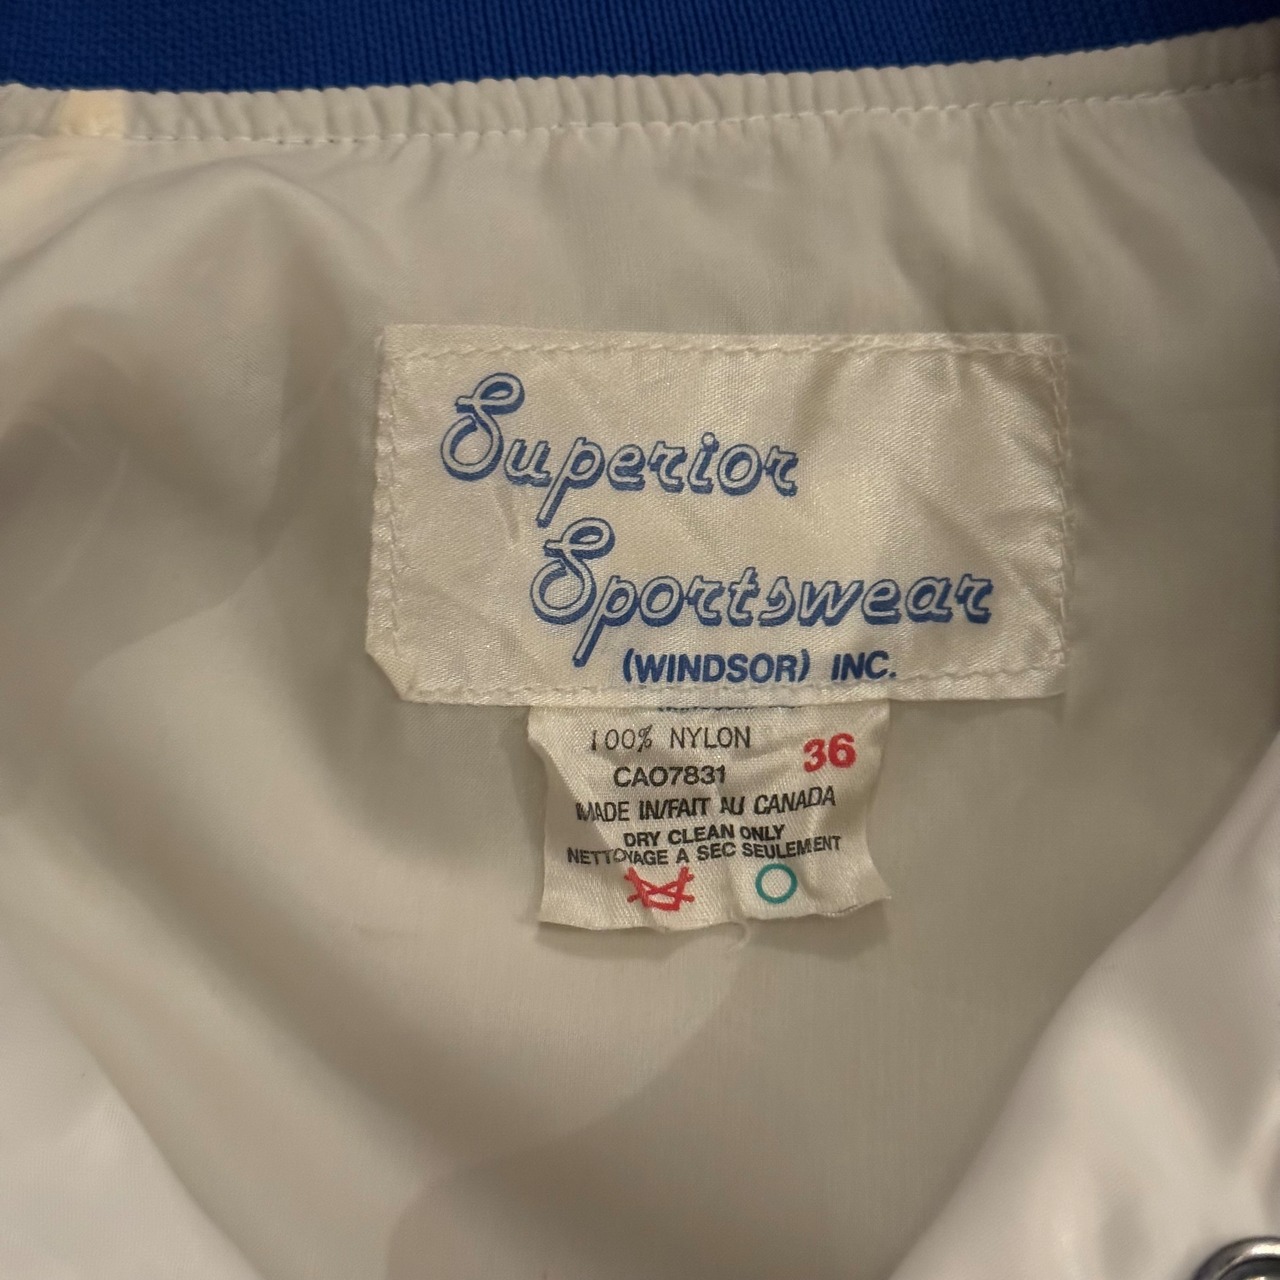 Superior
Sportswear
(WINDSOR) INC.
100% NYLON
36
CA07831
MADE IN/FAIT AU CANADA
DRY CLEAN ONLY
NETTOYAGE A SEC SEULEMENT